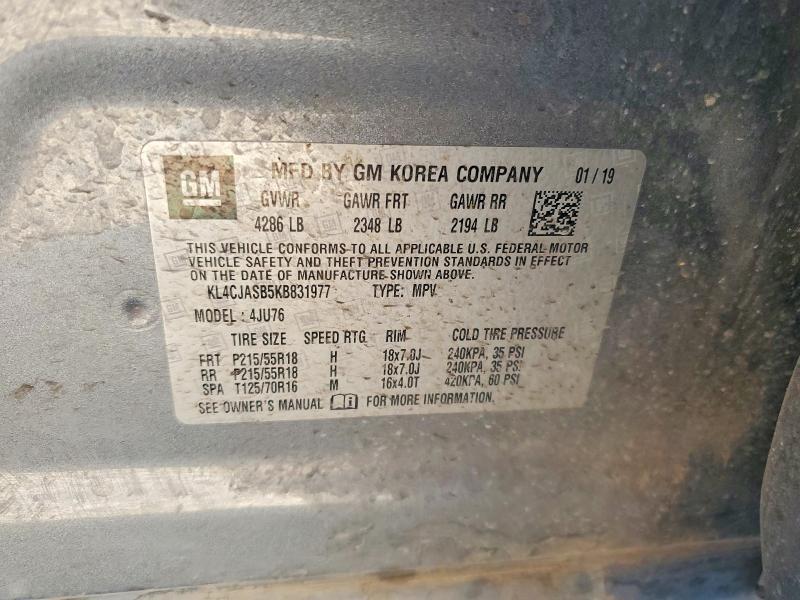 GM MFD BY GM KOREA COMPANY 01/19
GVWR GAWR FRT GAWR RR
4286 LB 2348 LB 2194 LB
THIS VEHICLE CONFORMS TO ALL APPLICABLE U.S. FEDERAL MOTOR
VEHICLE SAFETY AND THEFT PREVENTION STANDARDS IN EFFECT
ON THE DATE OF MANUFACTURE SHOWN ABOVE.
KL4CJASB5KB831977 TYPE: MPV
MODEL: 4JU76
TIRE SIZE SPEED RTG RIM COLD TIRE PRESSURE
FRT P215/55R18 H 18x7.0J 240KPA, 35 PSI
RR P215/55R18 H 18x7.0J 240KPA, 35 PSI
SPA T125/70R16 M 16x4.0T 420KPA, 60 PSI
SEE OWNER'S MANUAL FOR MORE INFORMATION.